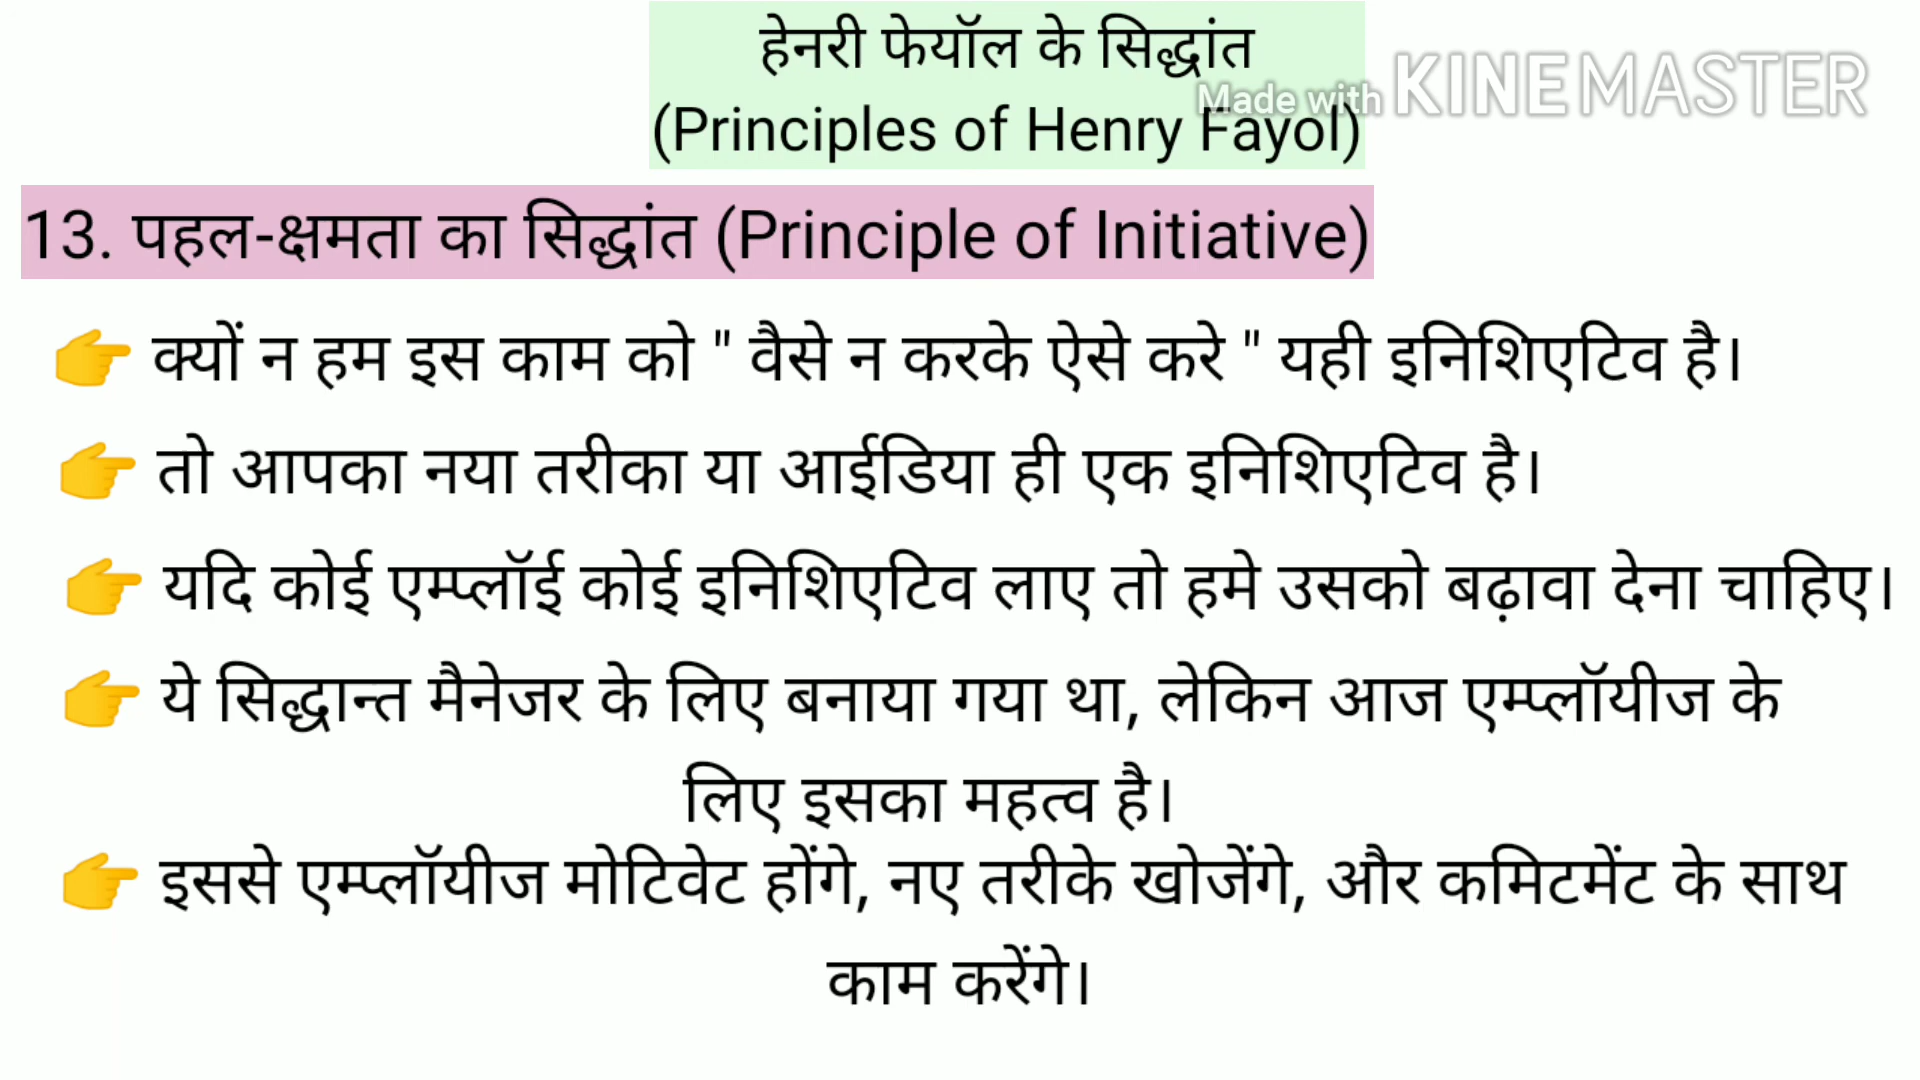 हेनरी फेयॉल के सिद्धांत
(Principles of Henry Fayol)
Made with KINEMASTER
13. पहल-क्षमता का सिद्धांत (Principle of Initiative)
👉 क्यों न हम इस काम को " वैसे न करके ऐसे करे " यही इनिशिएटिव है।
👉 तो आपका नया तरीका या आईडिया ही एक इनिशिएटिव है।
👉 यदि कोई एम्प्लॉई कोई इनिशिएटिव लाए तो हमे उसको बढ़ावा देना चाहिए।
👉 ये सिद्धान्त मैनेजर के लिए बनाया गया था, लेकिन आज एम्प्लॉयीज के
लिए इसका महत्व है।
👉 इससे एम्प्लॉयीज मोटिवेट होंगे, नए तरीके खोजेंगे, और कमिटमेंट के साथ
काम करेंगे।